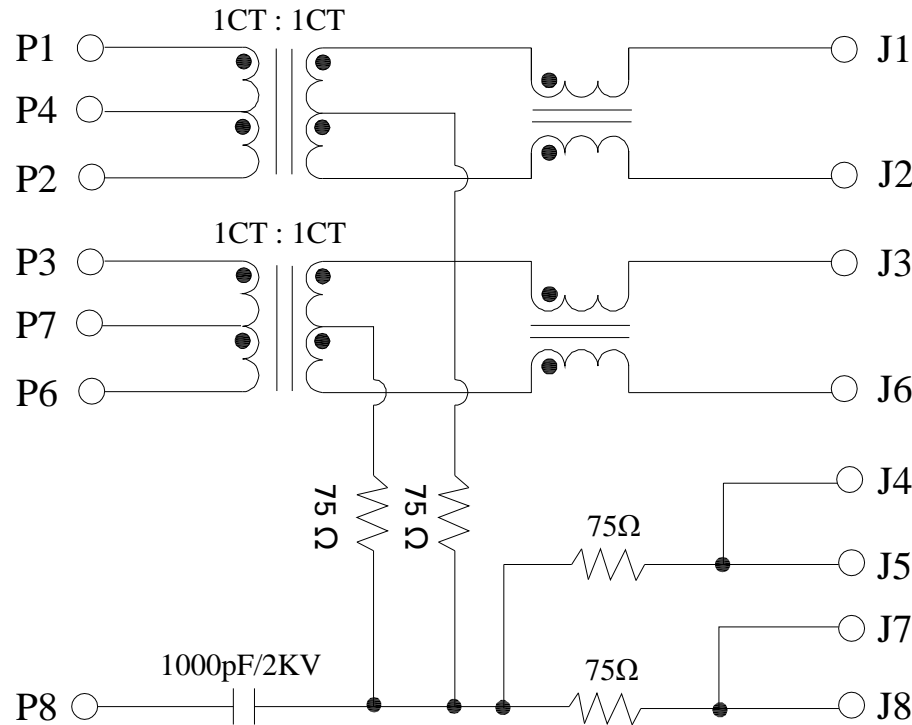 1CT : 1CT
P1
J1
P4
P2
J2
1CT : 1CT
P3
J3
P7
P6
J6
J4
75 Ω
75 Ω
75Ω
J5
J7
1000pF/2KV
75Ω
P8
J8